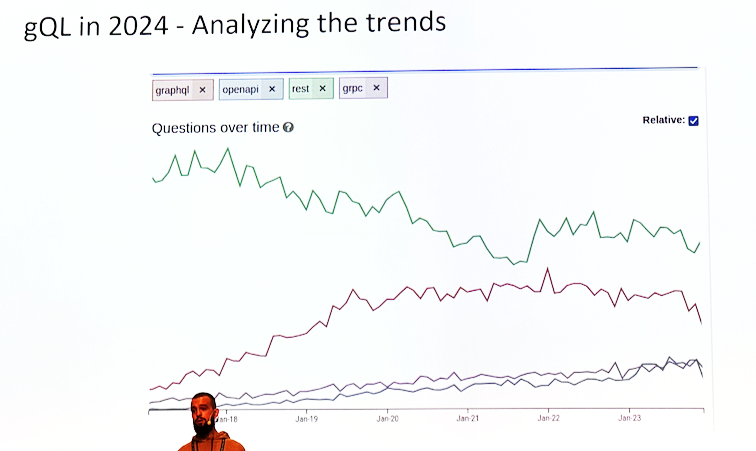 gQL in 2024 - Analyzing the trends
graphql × openapi × rest × grpc ×
Questions over time ?
Relative:
Jan-18 Jan-19 Jan-20 Jan-21 Jan-22 Jan-23